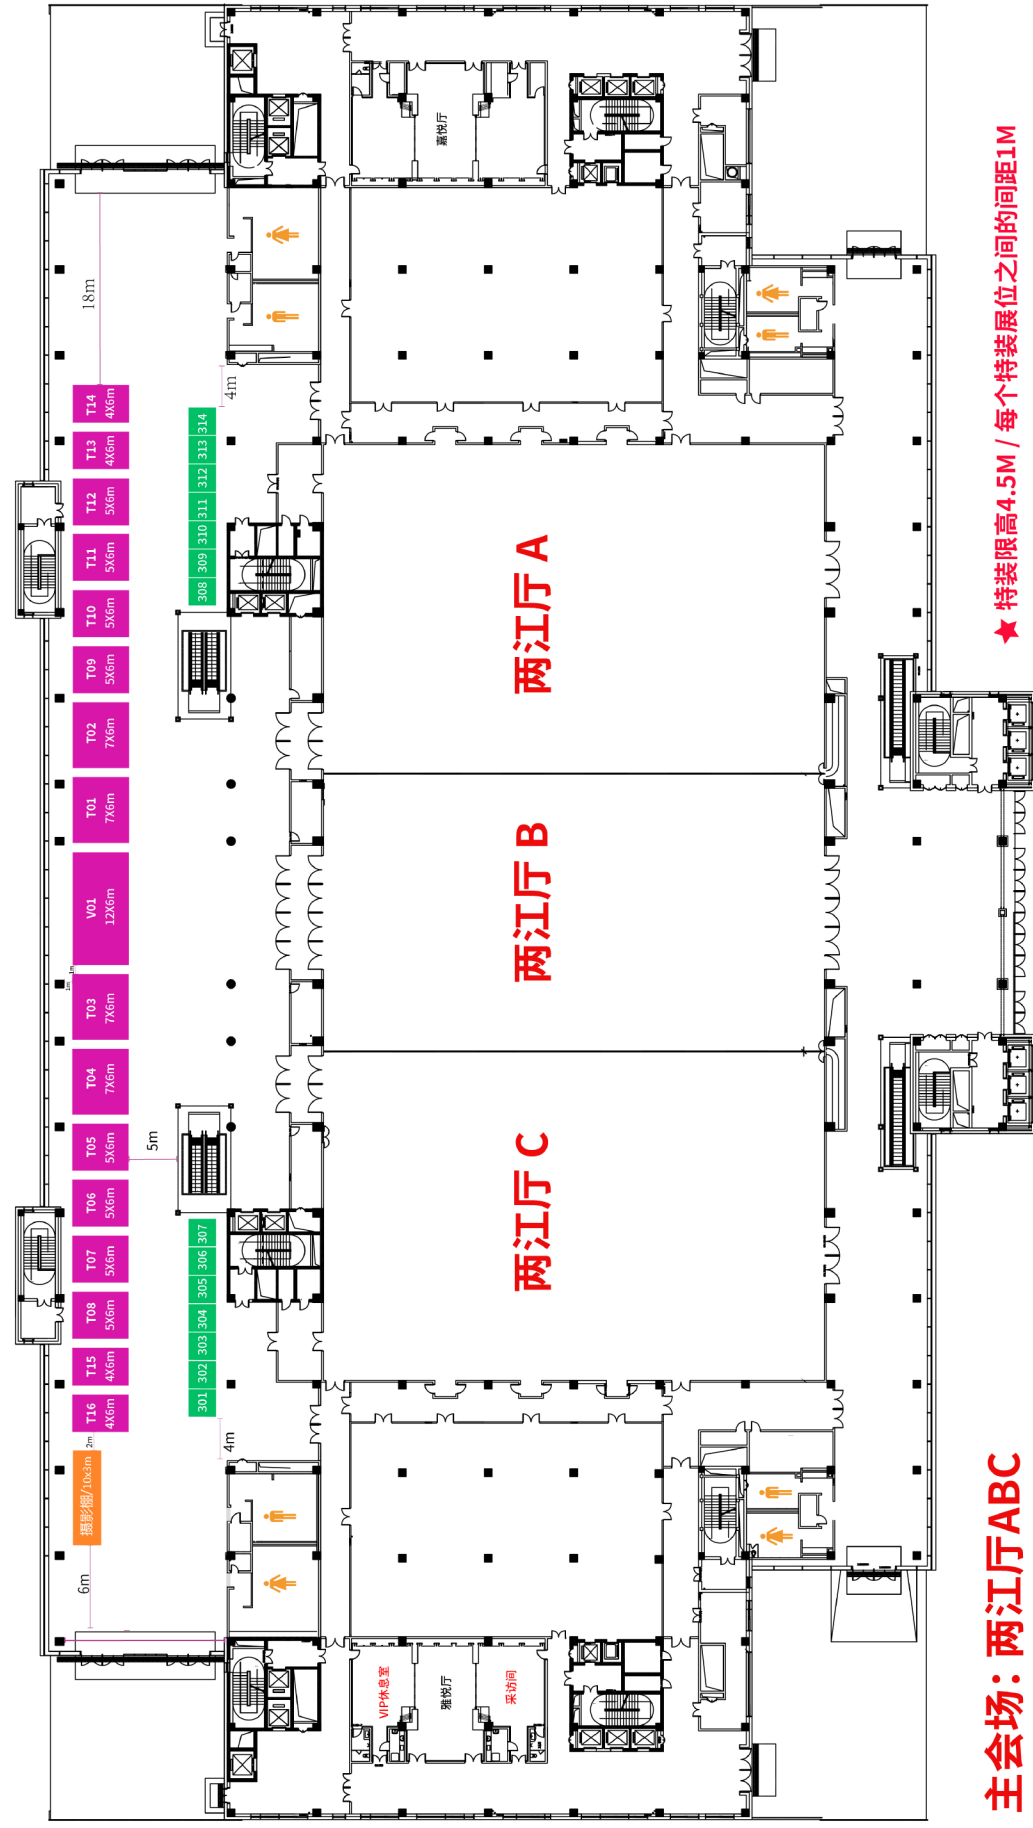 嘉悦厅
18m
4m
T14
4X6m
T13
4X6m
T12
5X6m
T11
5X6m
T10
5X6m
T09
5X6m
T02
7X6m
T01
7X6m
V01
12X6m
1m
1m
T03
7X6m
T04
7X6m
T05
5X6m
T06
5X6m
T07
5X6m
T08
5X6m
T15
4X6m
T16
4X6m
2m
摄影棚/10x3m
6m
5m
4m
314
313
312
311
310
309
308
307
306
305
304
303
302
301
两江厅 A
两江厅 B
两江厅 C
VIP休息室
雅悦厅
采访间
★ 特装限高4.5M / 每个特装展位之间的间距1M
主会场：两江厅ABC